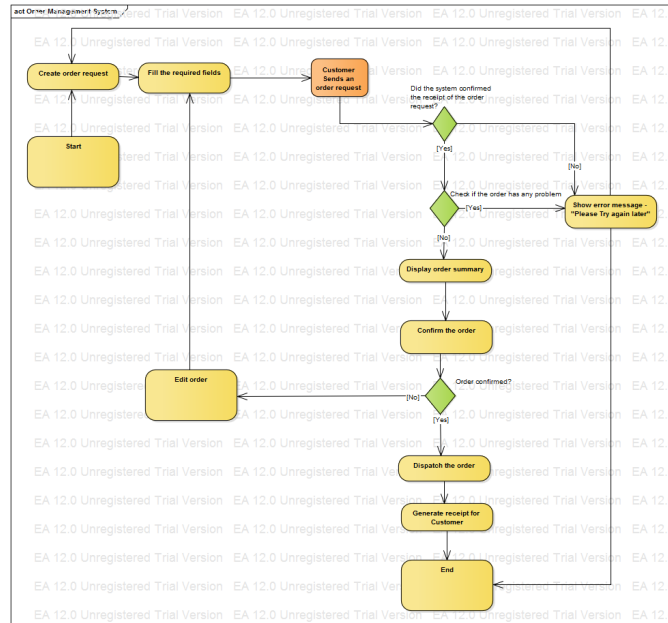 act Order Management System
EA 12.0 Unregistered Trial Version
Create order request
Fill the required fields
Customer
Sends an
order request
Did the system confirmed
the receipt of the order
request?
Start
[Yes]
[No]
Check if the order has any problem
[Yes]
Show error message -
"Please Try again later"
[No]
Display order summary
Confirm the order
Edit order
Order confirmed?
[No]
[Yes]
Dispatch the order
Generate receipt for
Customer
End